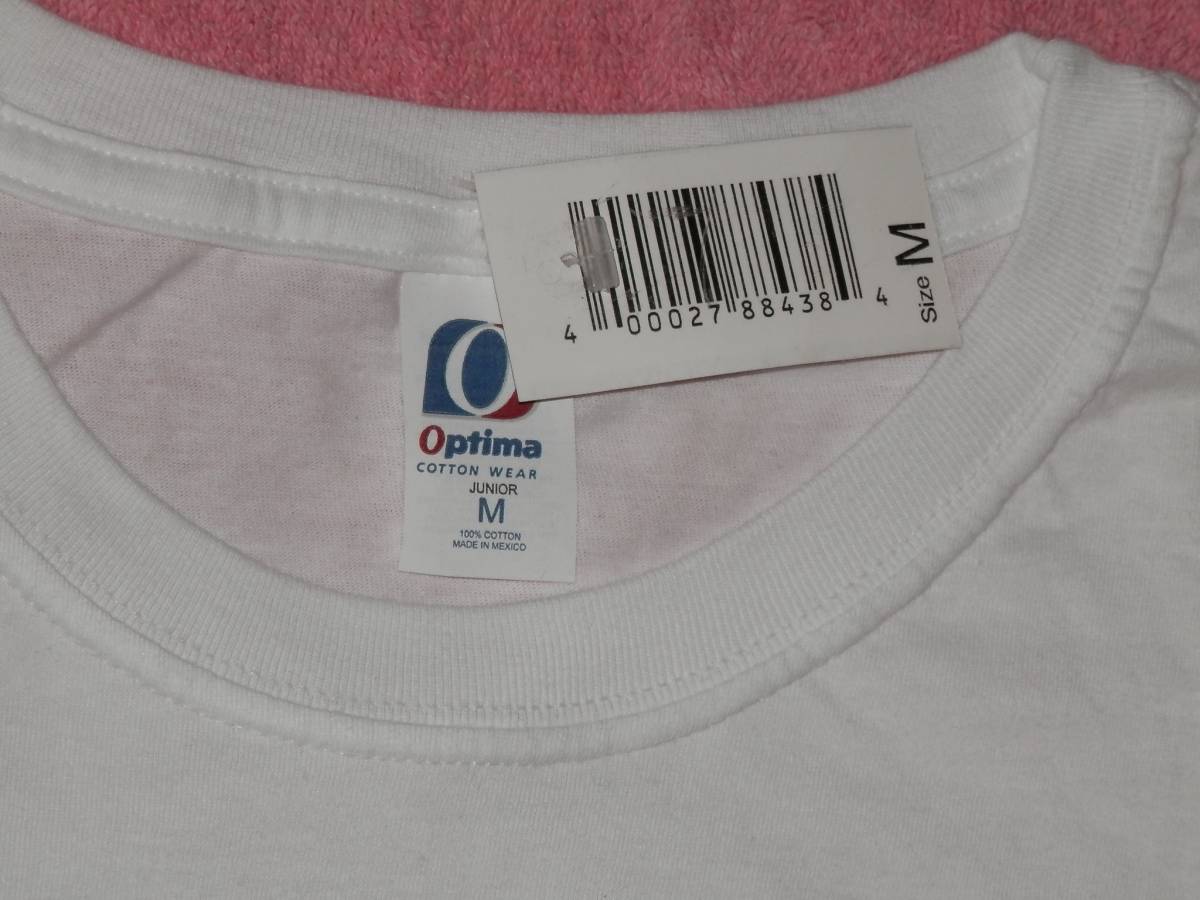 4 00027 88438 4
Size M
Optima
COTTON WEAR
JUNIOR
M
100% COTTON
MADE IN MEXICO